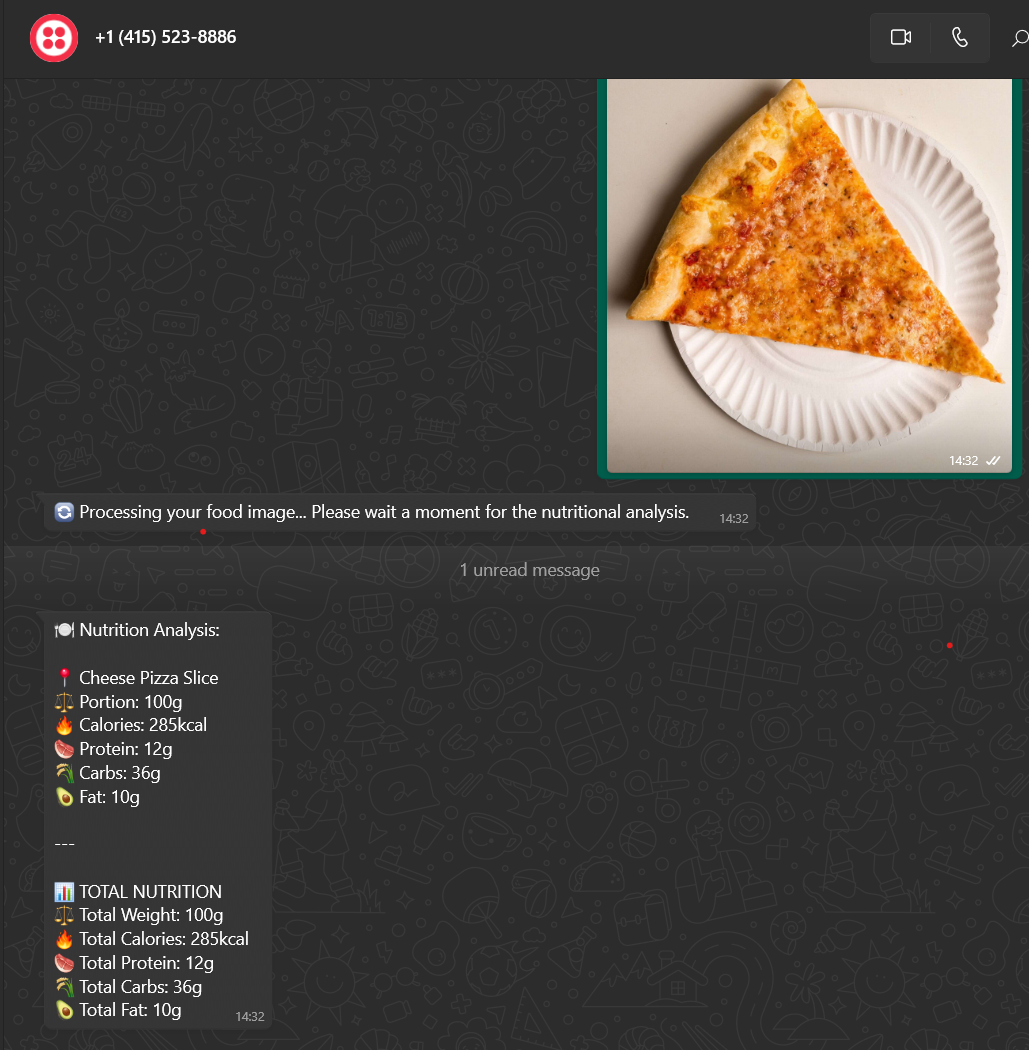 +1 (415) 523-8886
14:32
🔄 Processing your food image... Please wait a moment for the nutritional analysis.
14:32
1 unread message
🍽️ Nutrition Analysis:
📍 Cheese Pizza Slice
⚖️ Portion: 100g
🔥 Calories: 285kcal
🥩 Protein: 12g
🌾 Carbs: 36g
🥑 Fat: 10g
---
📊 TOTAL NUTRITION
⚖️ Total Weight: 100g
🔥 Total Calories: 285kcal
🥩 Total Protein: 12g
🌾 Total Carbs: 36g
🥑 Total Fat: 10g
14:32